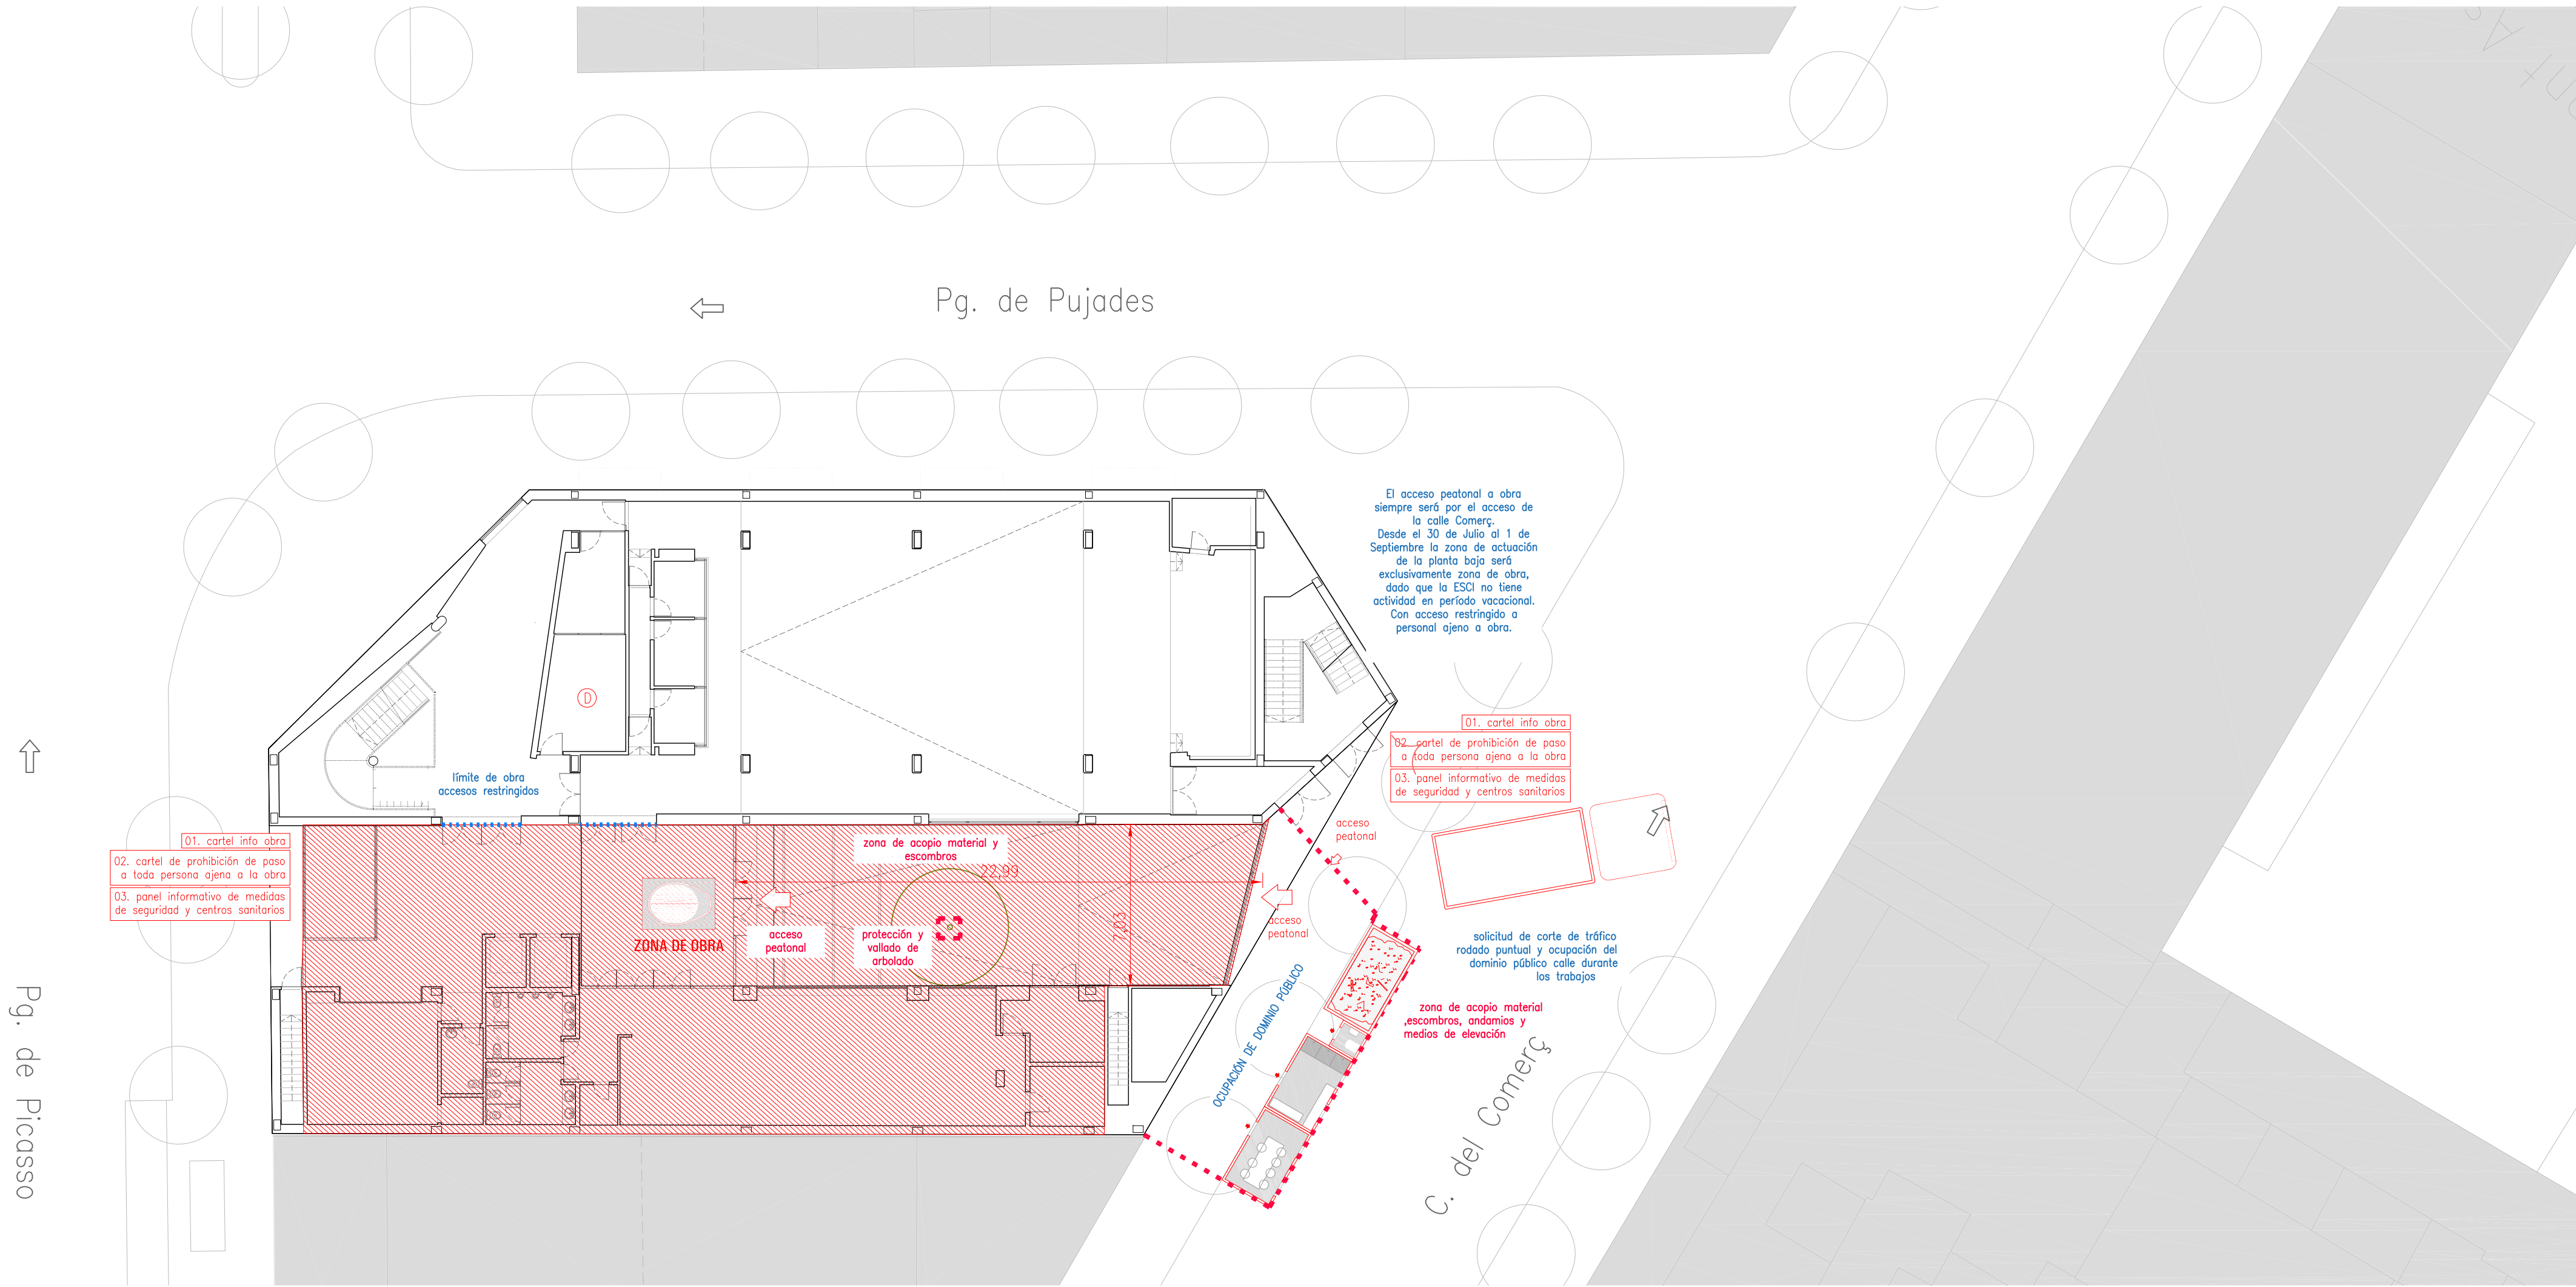 Pg. de Pujades
El acceso peatonal a obra
siempre será por el acceso de
la calle Comerç.
Desde el 30 de Julio al 1 de
Septiembre la zona de actuación
de la planta baja será
exclusivamente zona de obra,
dado que la ESCI no tiene
actividad en período vacacional.
Con acceso restringido a
personal ajeno a obra.
D
01. cartel info obra
02. cartel de prohibición de paso
a toda persona ajena a la obra
03. panel informativo de medidas
de seguridad y centros sanitarios
límite de obra
accesos restringidos
01. cartel info obra
02. cartel de prohibición de paso
a toda persona ajena a la obra
03. panel informativo de medidas
de seguridad y centros sanitarios
zona de acopio material y
escombros
22,99
7,03
acceso
peatonal
acceso
peatonal
ZONA DE OBRA
acceso
peatonal
protección y
vallado de
arbolado
solicitud de corte de tráfico
rodado puntual y ocupación del
dominio público calle durante
los trabajos
OCUPACIÓN DE DOMINIO PÚBLICO
zona de acopio material
,escombros, andamios y
medios de elevación
C. del Comerç
Pg. de Picasso